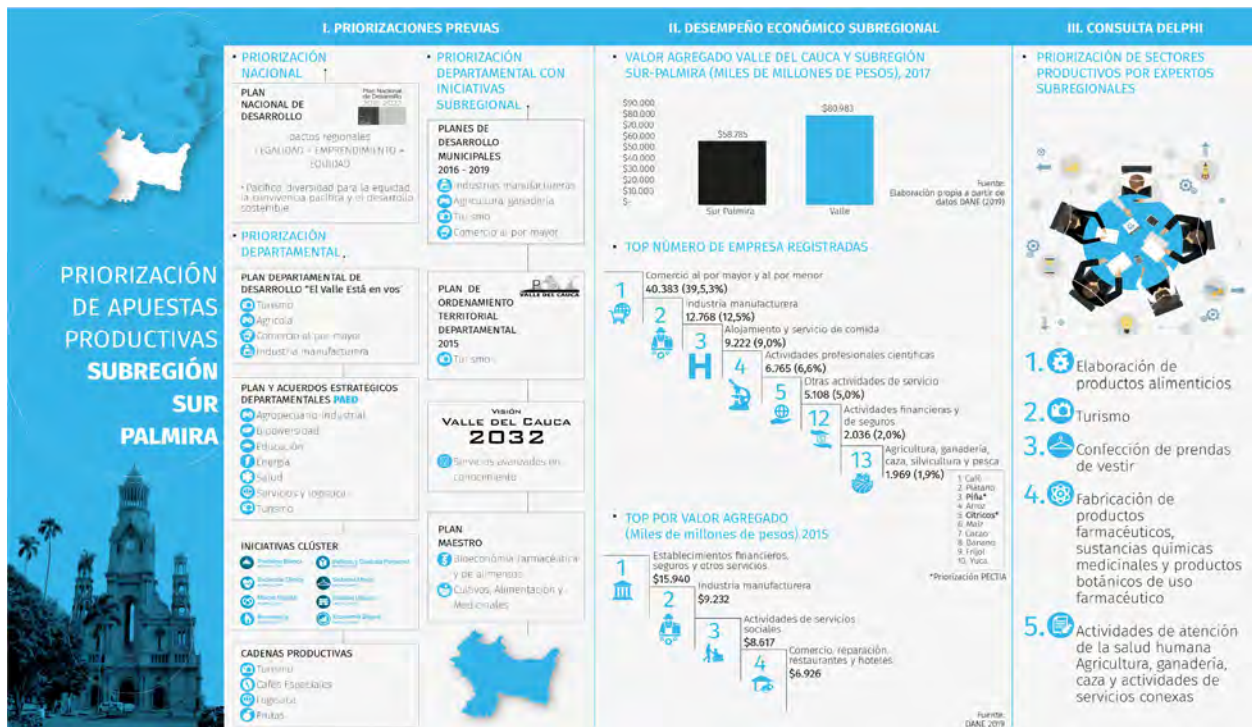 PRIORIZACIÓN
DE APUESTAS
PRODUCTIVAS
SUBREGIÓN
SUR
PALMIRA
I. PRIORIZACIONES PREVIAS
• PRIORIZACIÓN
NACIONAL
PLAN
NACIONAL DE
DESARROLLO
Plan Nacional
de Desarrollo
pactos regionales
LEGALIDAD + EMPRENDIMIENTO =
EQUIDAD
• Pacífico, diversidad para la equidad,
la convivencia pacífica y el desarrollo
sostenible
• PRIORIZACIÓN
DEPARTAMENTAL
PLAN DEPARTAMENTAL DE
DESARROLLO "El Valle Está en vos"
Turismo
Agrícola
Comercio al por mayor
Industria manufacturera
PLAN Y ACUERDOS ESTRATEGICOS
DEPARTAMENTALES PAED
Agropecuario-industrial
Biodiversidad
Educación
Energía
Salud
Servicios y logística
Turismo
INICIATIVAS CLÚSTER
CADENAS PRODUCTIVAS
Turismo
Cafés Especiales
Logística
Frutas
• PRIORIZACIÓN
DEPARTAMENTAL CON
INICIATIVAS
SUBREGIONAL
PLANES DE
DESARROLLO
MUNICIPALES
2016 - 2019
Industrias manufactureras
Agricultura, ganadería
Turismo
Comercio al por mayor
PLAN DE
ORDENAMIENTO
TERRITORIAL
DEPARTAMENTAL
2015
VALLE DEL CAUCA
Turismo
VISIÓN
VALLE DEL CAUCA
2032
Servicios avanzados en
conocimiento
PLAN
MAESTRO
Bioeconomía farmacéutica
y de alimentos
Cultivos, Alimentación y
Medicinales
II. DESEMPEÑO ECONÓMICO SUBREGIONAL
• VALOR AGREGADO VALLE DEL CAUCA Y SUBREGIÓN
SUR-PALMIRA (MILES DE MILLONES DE PESOS), 2017
$90.000
$80.000
$70.000
$60.000
$50.000
$40.000
$30.000
$20.000
$10.000
$-
$58.785
$80.983
Sur Palmira
Valle
Fuente:
Elaboración propia a partir de
datos DANE (2019)
• TOP NÚMERO DE EMPRESA REGISTRADAS
1
Comercio al por mayor y al por menor
40.383 (39,5,3%)
2
Industria manufacturera
12.768 (12,5%)
3
Alojamiento y servicio de comida
9.222 (9,0%)
4
Actividades profesionales científicas
6.765 (6,6%)
5
Otras actividades de servicio
5.108 (5,0%)
12
Actividades financieras y
de seguros
2.036 (2,0%)
13
Agricultura, ganadería,
caza, silvicultura y pesca
1.969 (1,9%)
1. Café
2. Plátano
3. Piña*
4. Arroz
5. Cítricos*
6. Maíz
7. Cacao
8. Banano
9. Frijol
10. Yuca
*Priorización PECTIA
• TOP POR VALOR AGREGADO
(Miles de millones de pesos) 2015
1
Establecimientos financieros,
seguros y otros servicios
$15.940
2
Industria manufacturera
$9.232
3
Actividades de servicios
sociales
$8.617
4
Comercio, reparación,
restaurantes y hoteles
$6.926
Fuente:
DANE 2019
III. CONSULTA DELPHI
• PRIORIZACIÓN DE SECTORES
PRODUCTIVOS POR EXPERTOS
SUBREGIONALES
1. Elaboración de
productos alimenticios
2. Turismo
3. Confección de prendas
de vestir
4. Fabricación de
productos
farmacéuticos,
sustancias químicas
medicinales y productos
botánicos de uso
farmacéutico
5. Actividades de atención
de la salud humana
Agricultura, ganadería,
caza y actividades de
servicios conexas